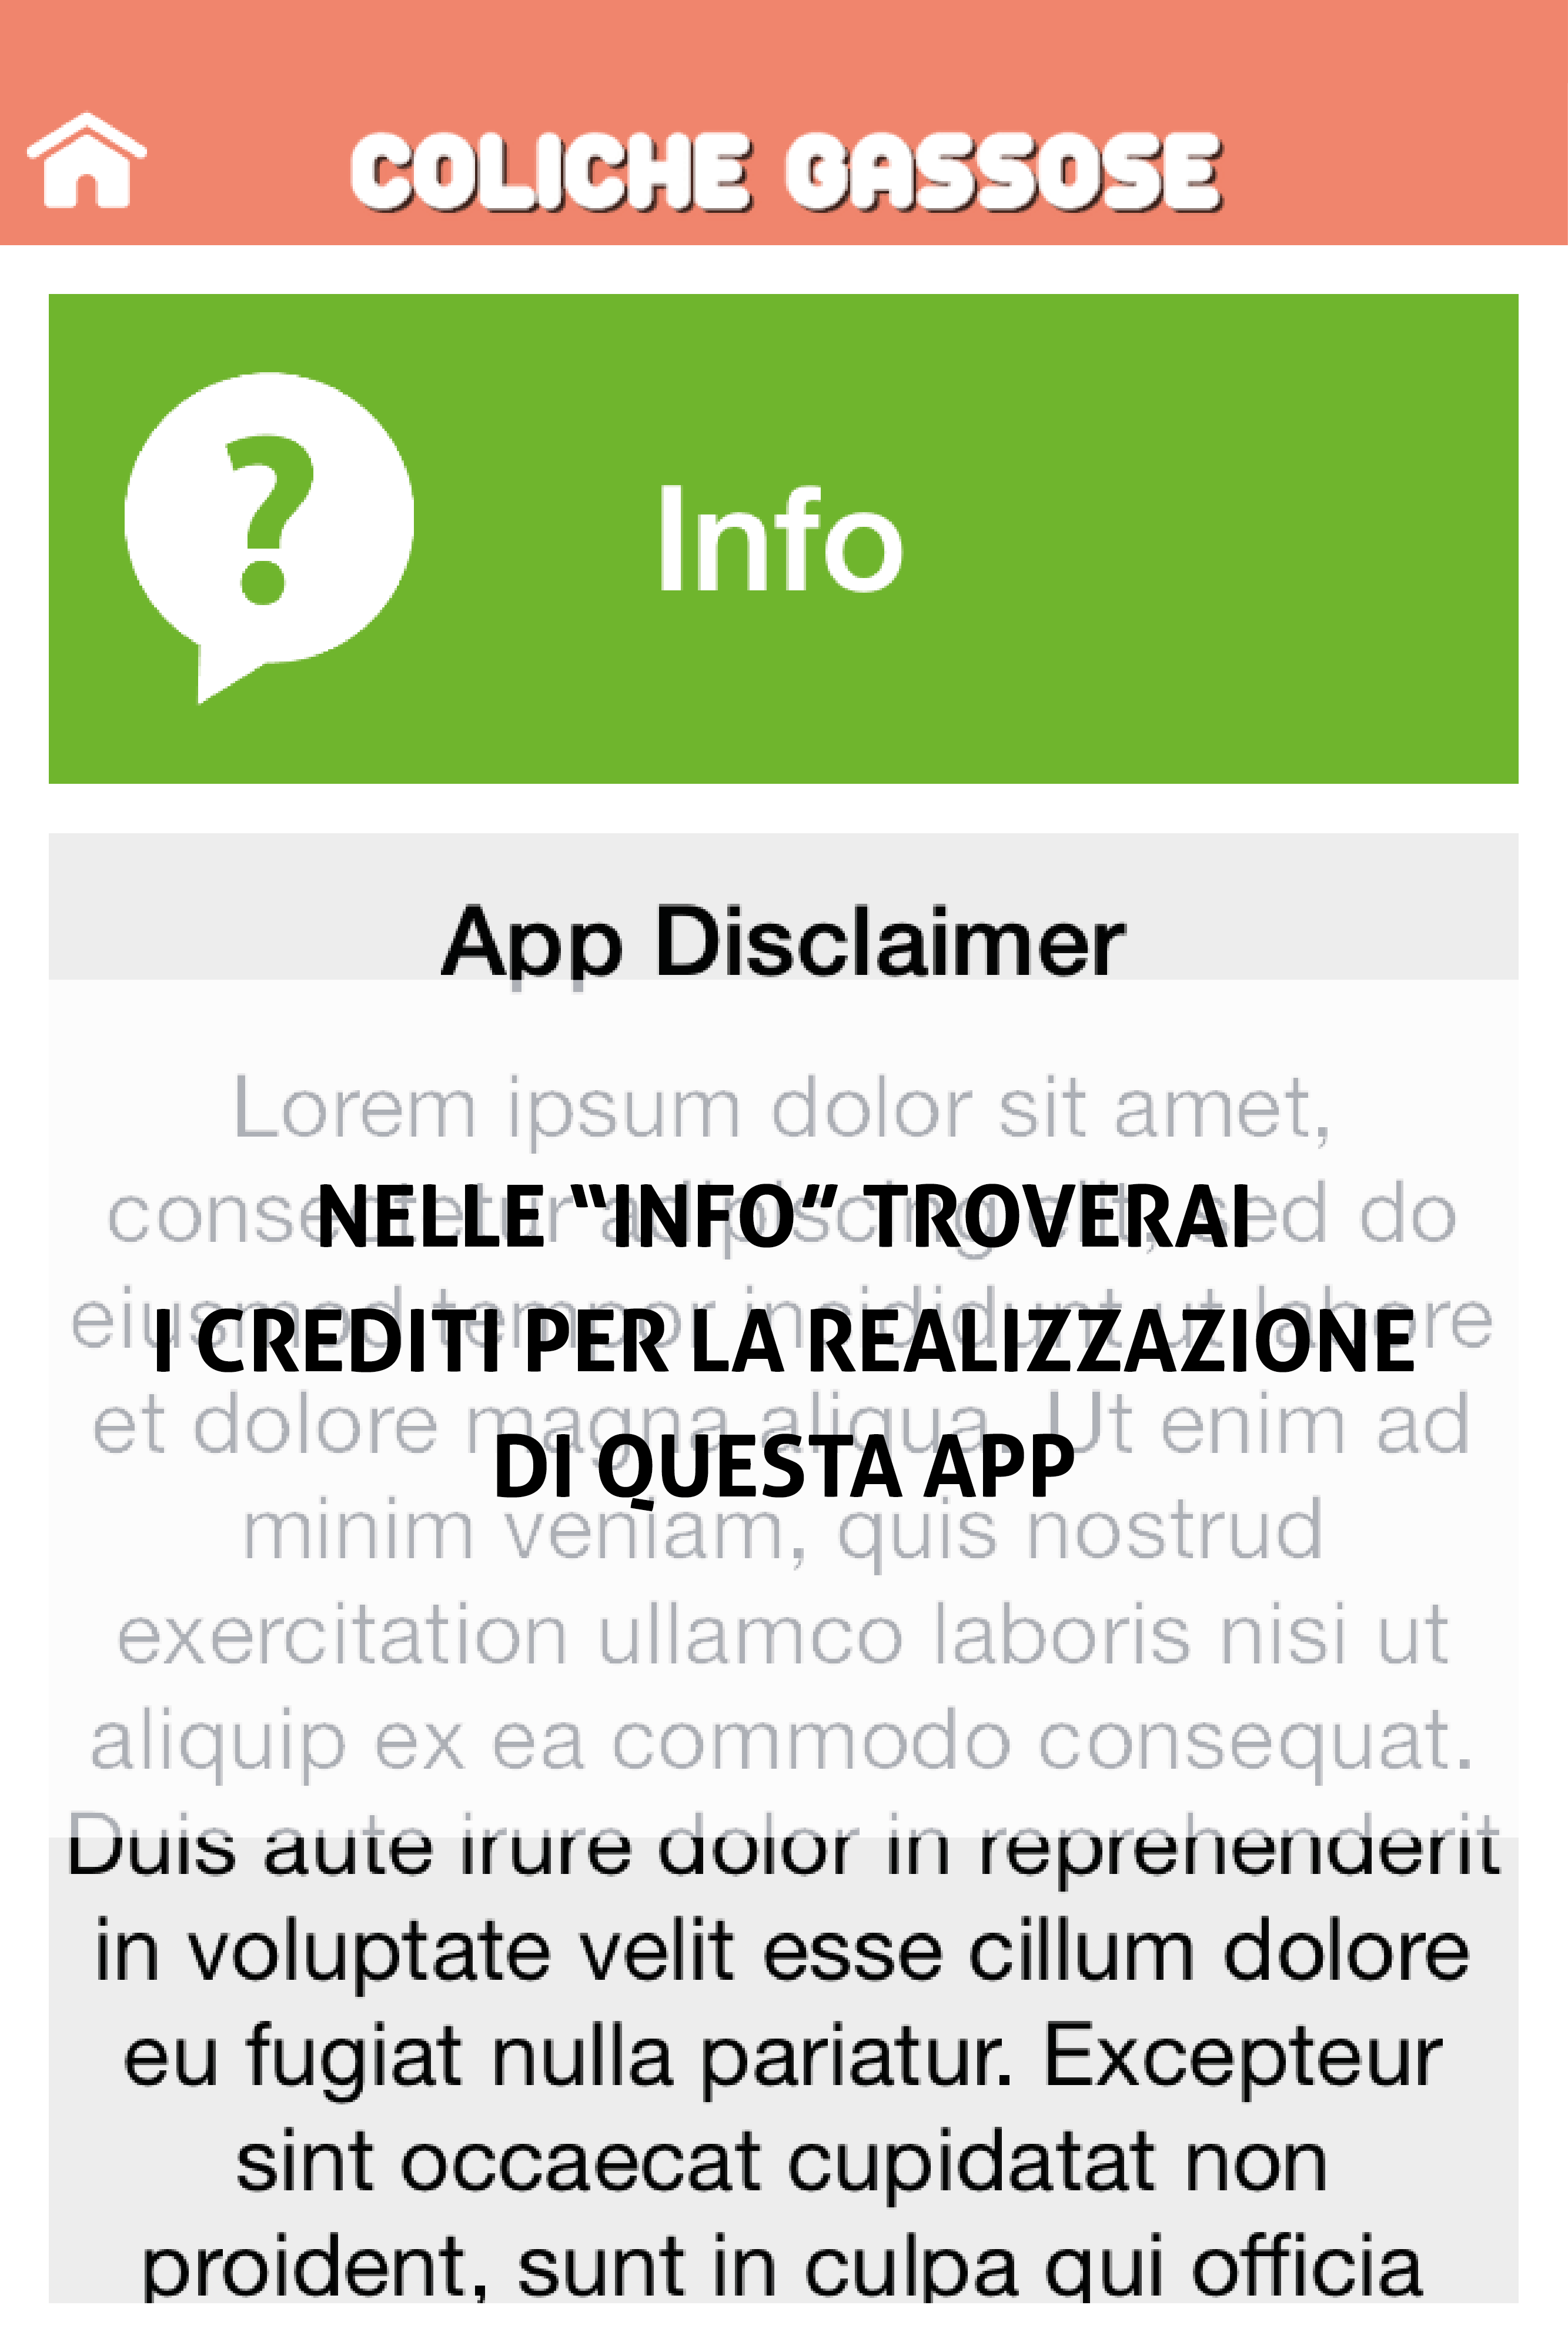 COLICHE GASSOSE
?
Info
App Disclaimer
Lorem ipsum dolor sit amet,
consectetur adipiscing elit, sed do
NELLE “INFO” TROVERAI
eiusmod tempor incididunt ut labore
I CREDITI PER LA REALIZZAZIONE
et dolore magna aliqua. Ut enim ad
DI QUESTA APP
minim veniam, quis nostrud
exercitation ullamco laboris nisi ut
aliquip ex ea commodo consequat.
Duis aute irure dolor in reprehenderit
in voluptate velit esse cillum dolore
eu fugiat nulla pariatur. Excepteur
sint occaecat cupidatat non
proident, sunt in culpa qui officia